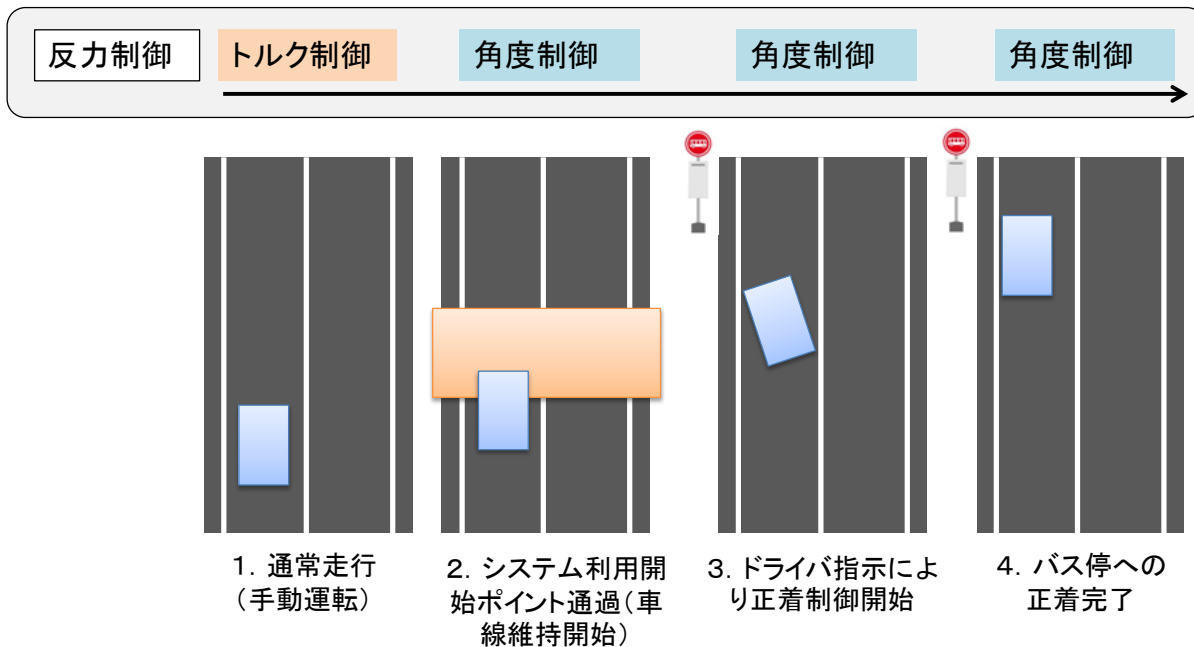 反力制御
トルク制御
角度制御
角度制御
角度制御
1．通常走行
（手動運転）
2．システム利用開
始ポイント通過（車
線維持開始）
3．ドライバ指示によ
り正着制御開始
4．バス停への
正着完了